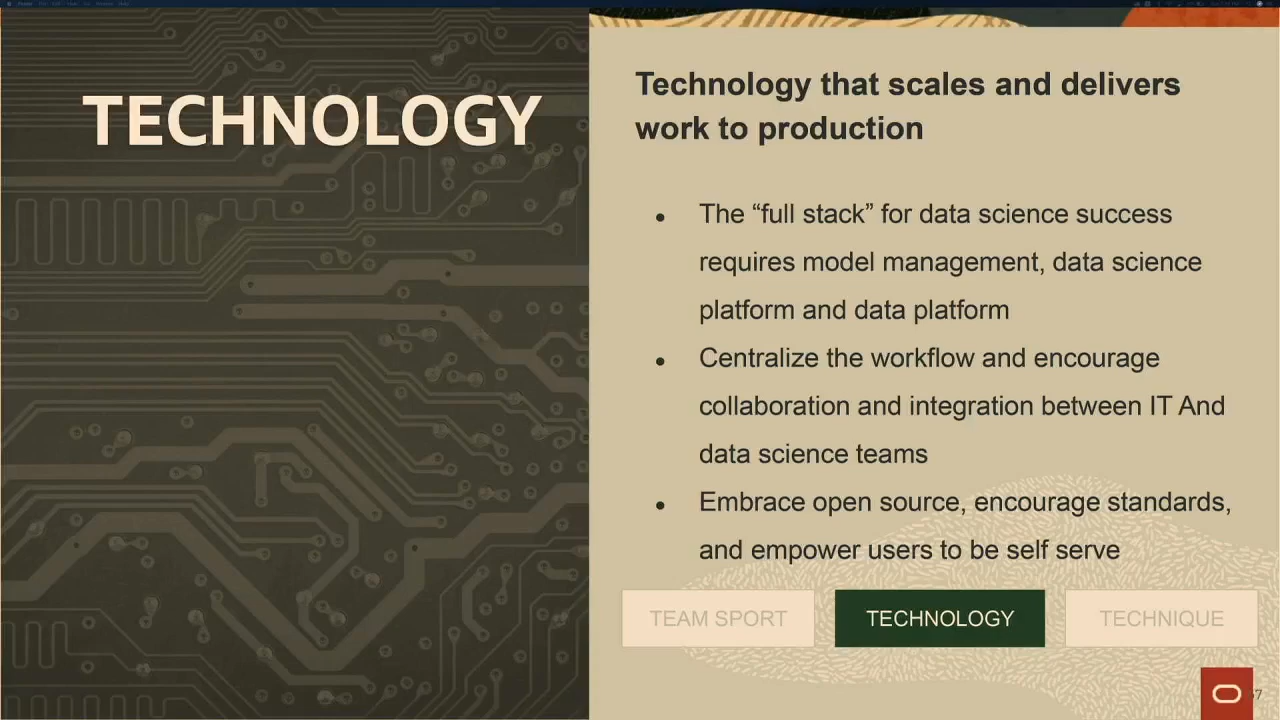 TECHNOLOGY
Technology that scales and delivers
work to production
● The “full stack” for data science success
requires model management, data science
platform and data platform
● Centralize the workflow and encourage
collaboration and integration between IT And
data science teams
● Embrace open source, encourage standards,
and empower users to be self serve
TEAM SPORT
TECHNOLOGY
TECHNIQUE